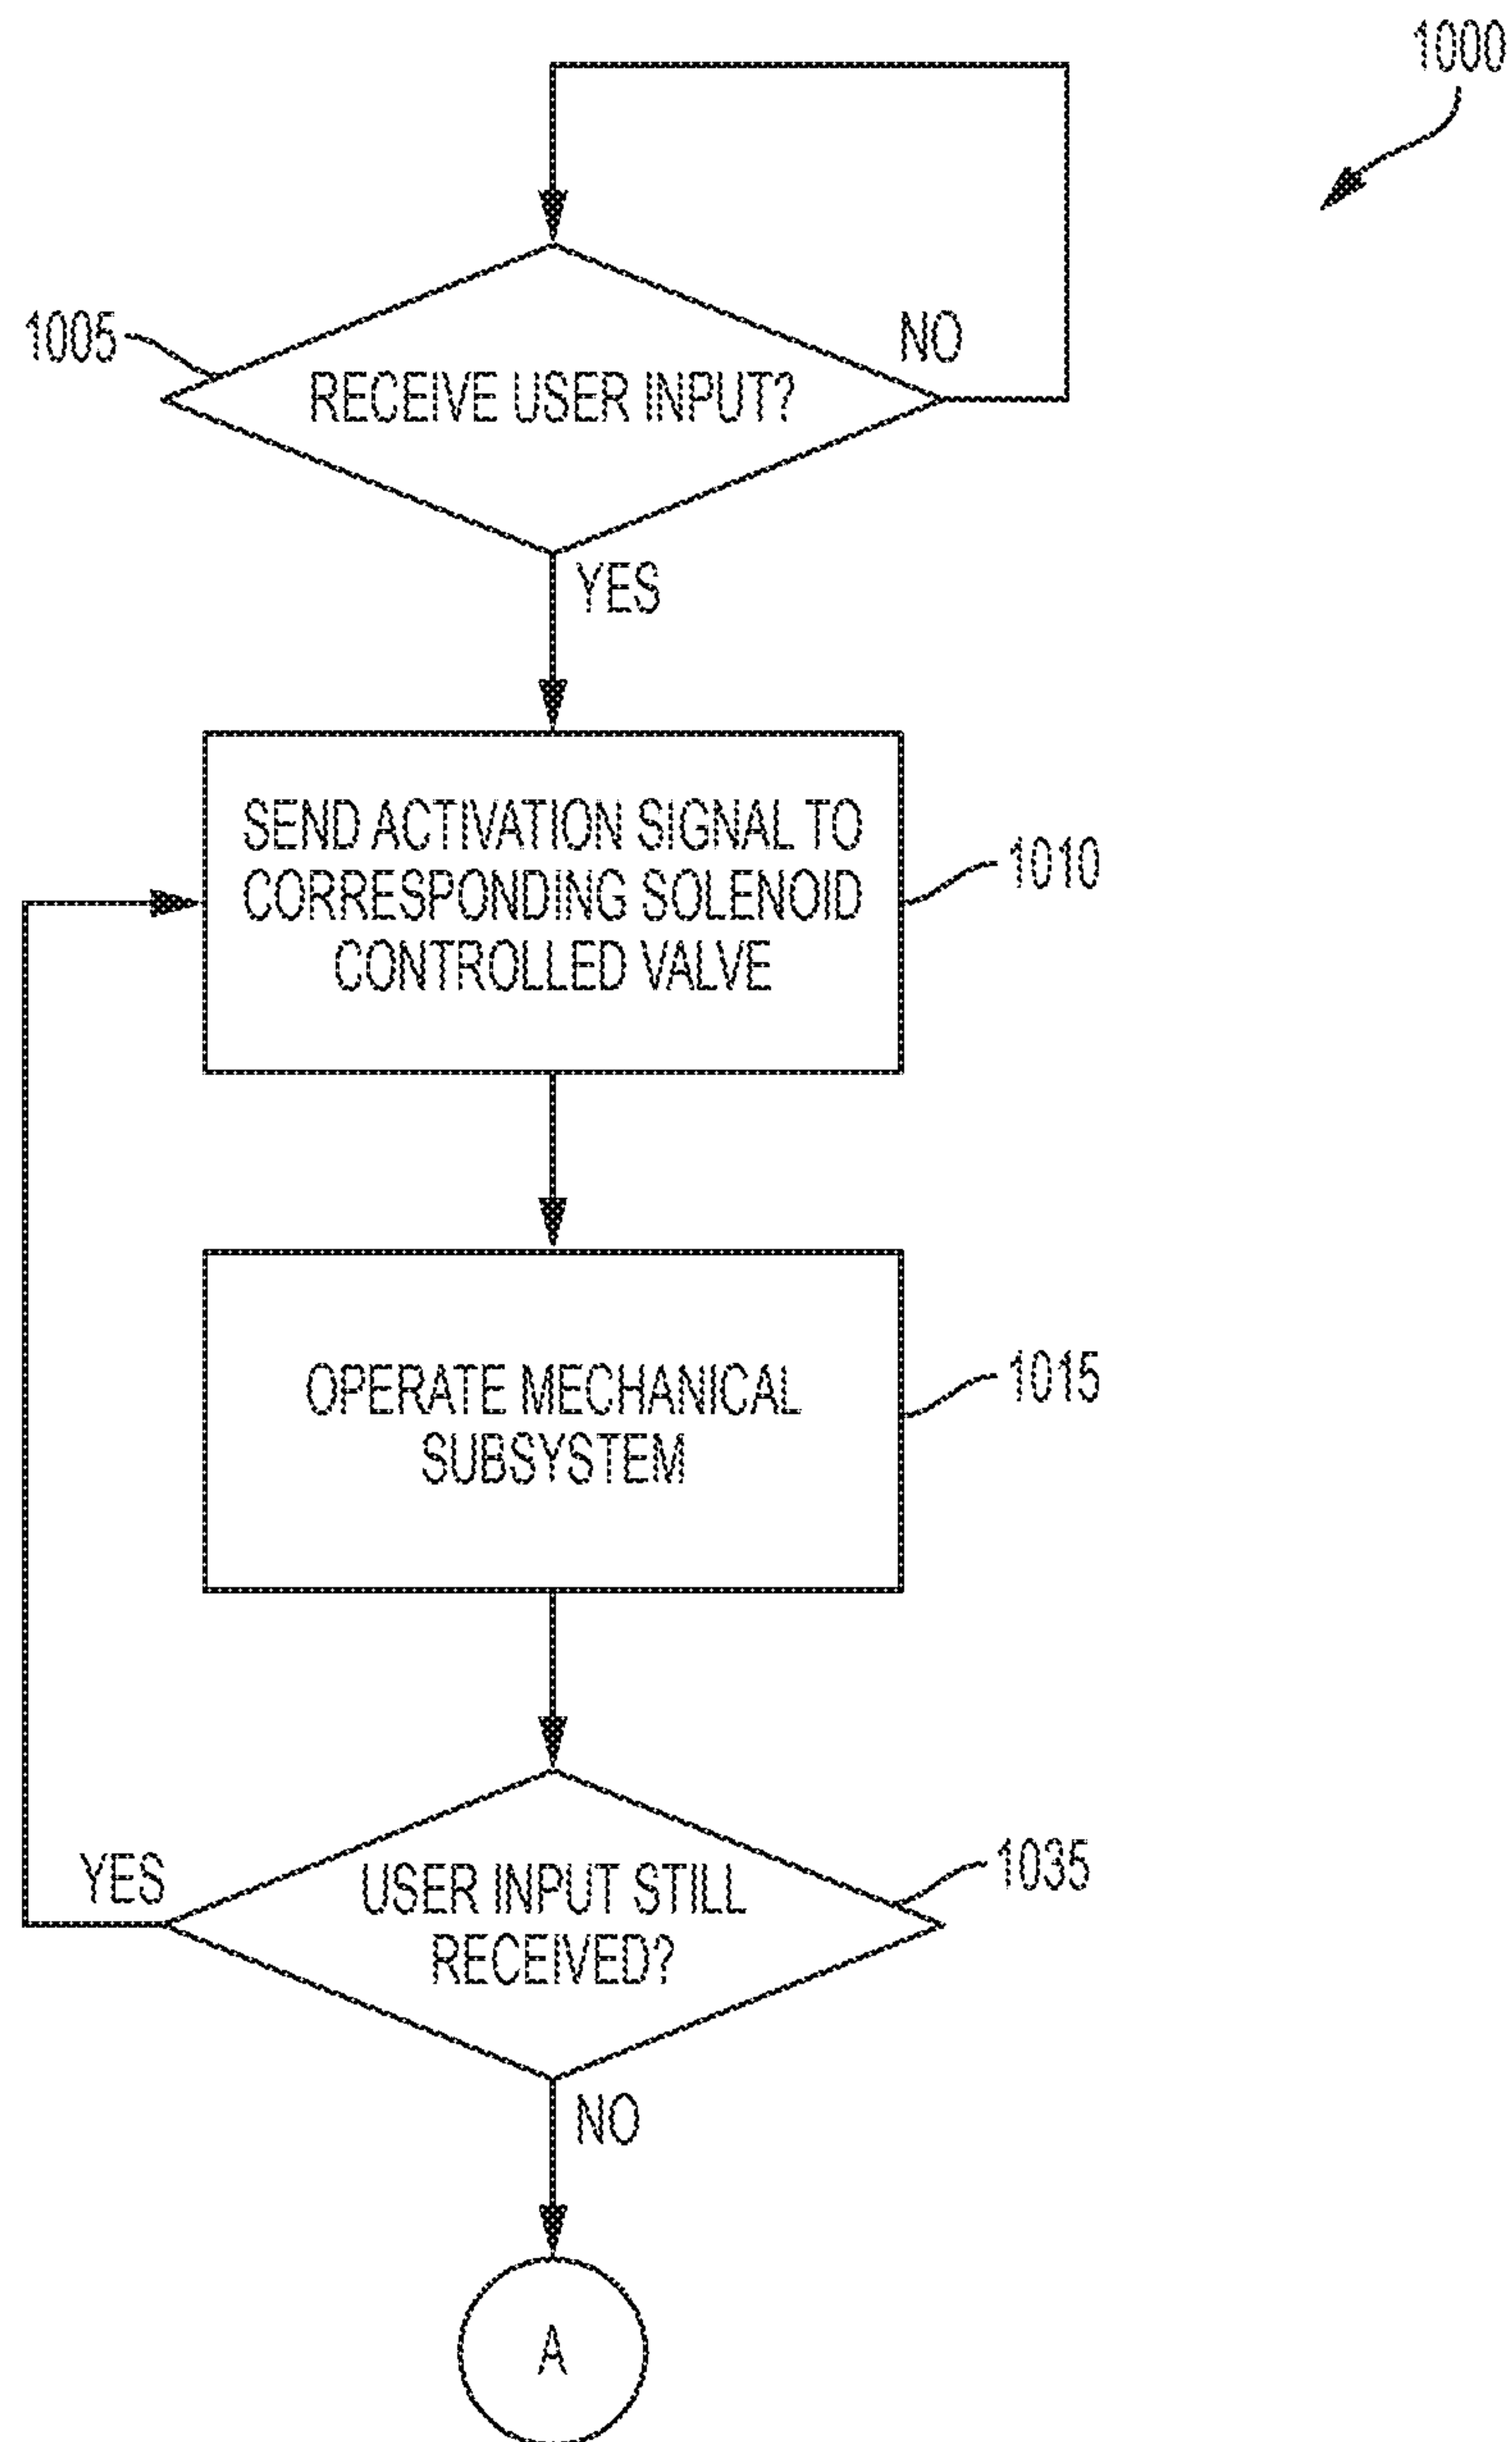 1000
1005
NO
RECEIVE USER INPUT?
YES
SEND ACTIVATION SIGNAL TO
CORRESPONDING SOLENOID
CONTROLLED VALVE
1010
OPERATE MECHANICAL
SUBSYSTEM
1015
YES
USER INPUT STILL
RECEIVED?
1035
NO
A